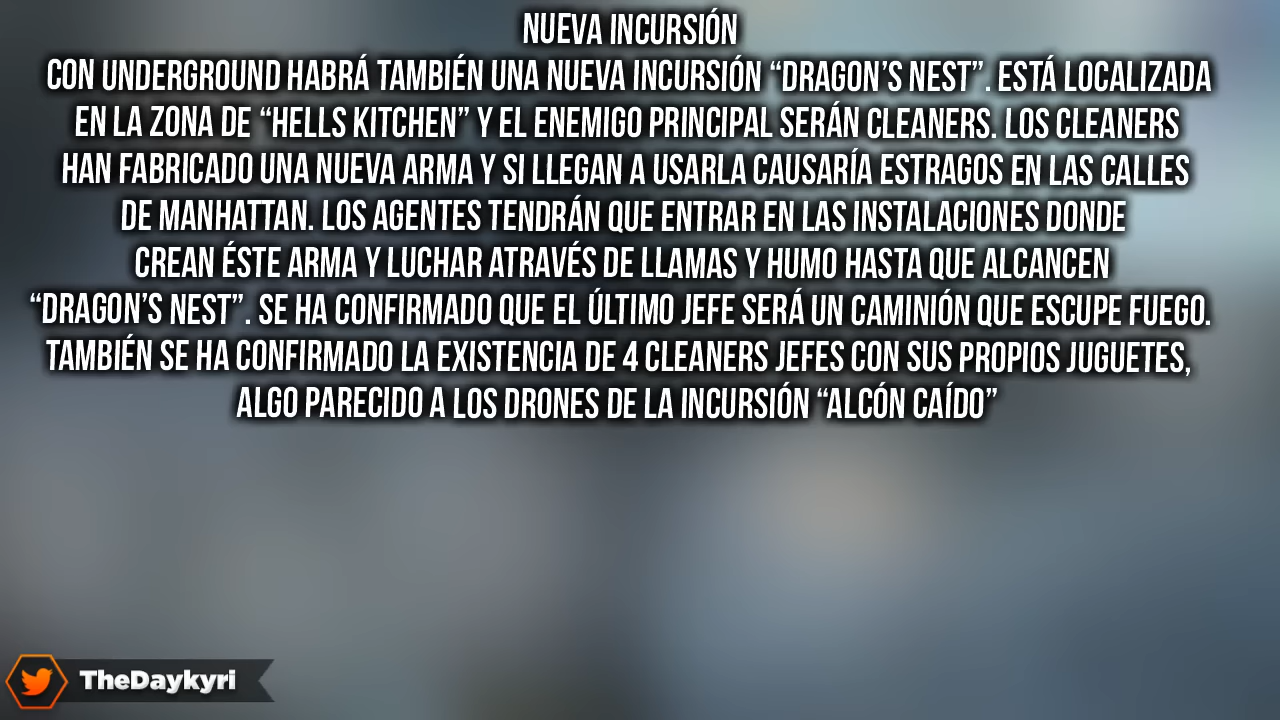 NUEVA INCURSIÓN
CON UNDERGROUND HABRÁ TAMBIÉN UNA NUEVA INCURSIÓN “DRAGON’S NEST”. ESTÁ LOCALIZADA
EN LA ZONA DE “HELLS KITCHEN” Y EL ENEMIGO PRINCIPAL SERÁN CLEANERS. LOS CLEANERS
HAN FABRICADO UNA NUEVA ARMA Y SI LLEGAN A USARLA CAUSARÍA ESTRAGOS EN LAS CALLES
DE MANHATTAN. LOS AGENTES TENDRÁN QUE ENTRAR EN LAS INSTALACIONES DONDE
CREAN ÉSTE ARMA Y LUCHAR ATRAVÉS DE LLAMAS Y HUMO HASTA QUE ALCANCEN
“DRAGON’S NEST”. SE HA CONFIRMADO QUE EL ÚLTIMO JEFE SERÁ UN CAMINIÓN QUE ESCUPE FUEGO.
TAMBIÉN SE HA CONFIRMADO LA EXISTENCIA DE 4 CLEANERS JEFES CON SUS PROPIOS JUGUETES,
ALGO PARECIDO A LOS DRONES DE LA INCURSIÓN “ALCÓN CAÍDO”
TheDaykyri